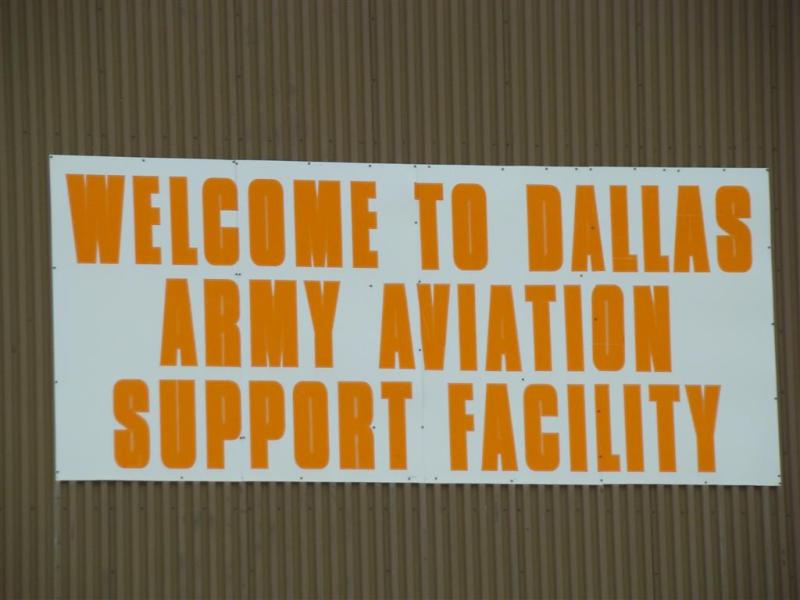 WELCOME TO DALLAS
ARMY AVIATION
SUPPORT FACILITY